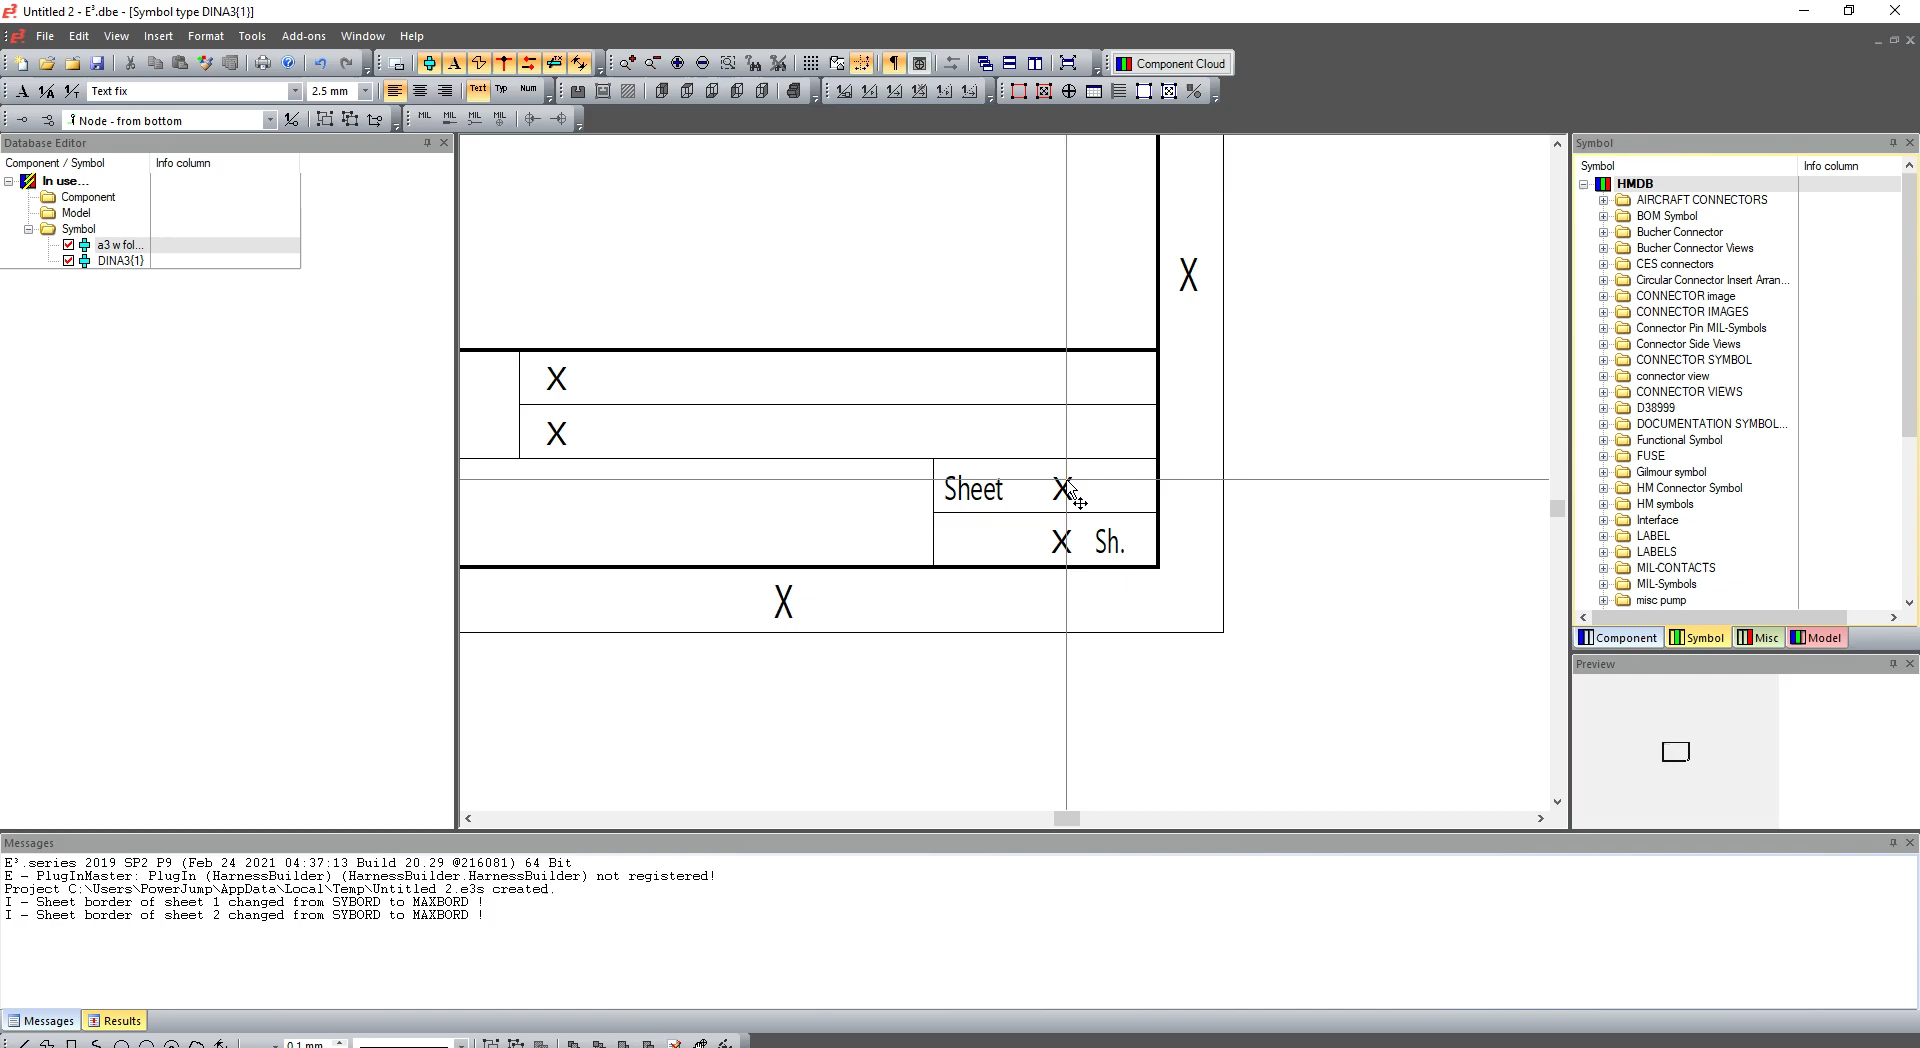 Untitled 2 - E³.dbe - [Symbol type DINA3{1}]
File Edit View Insert Format Tools Add-ons Window Help
Component Cloud
Text fix 2.5 mm Text Typ Num
Node - from bottom MIL MIL MIL MIL
Database Editor
Component / Symbol Info column
In use...
Component
Model
Symbol
a3 w fol...
DINA3{1}
X
X
X
Sheet X
X Sh.
X
Symbol
Symbol Info column
HMDB
AIRCRAFT CONNECTORS
BOM Symbol
Bucher Connector
Bucher Connector Views
CES connectors
Circular Connector Insert Arran...
CONNECTOR image
CONNECTOR IMAGES
Connector Pin MIL-Symbols
Connector Side Views
CONNECTOR SYMBOL
connector view
CONNECTOR VIEWS
D38999
DOCUMENTATION SYMBOL...
Functional Symbol
FUSE
Gilmour symbol
HM Connector Symbol
HM symbols
Interface
LABEL
LABELS
MIL-CONTACTS
MIL-Symbols
misc pump
Component Symbol Misc Model
Preview
Messages
E³.series 2019 SP2 P9 (Feb 24 2021 04:37:13 Build 20.29 @216081) 64 Bit
E - PlugInMaster: PlugIn (HarnessBuilder) (HarnessBuilder.HarnessBuilder) not registered!
Project C:\Users\PowerJump\AppData\Local\Temp\Untitled 2.e3s created.
I - Sheet border of sheet 1 changed from SYBORD to MAXBORD !
I - Sheet border of sheet 2 changed from SYBORD to MAXBORD !
Messages Results
0.1 mm